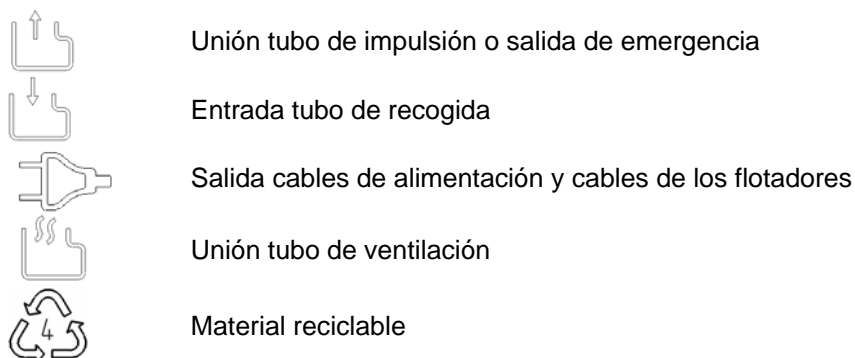 Unión tubo de impulsión o salida de emergencia
Entrada tubo de recogida
Salida cables de alimentación y cables de los flotadores
Unión tubo de ventilación
4
Material reciclable